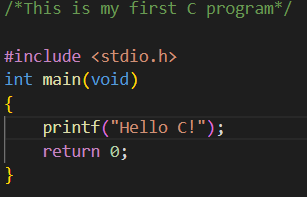 /*This is my first C program*/
#include <stdio.h>
int main(void)
{
    printf("Hello C!");
    return 0;
}